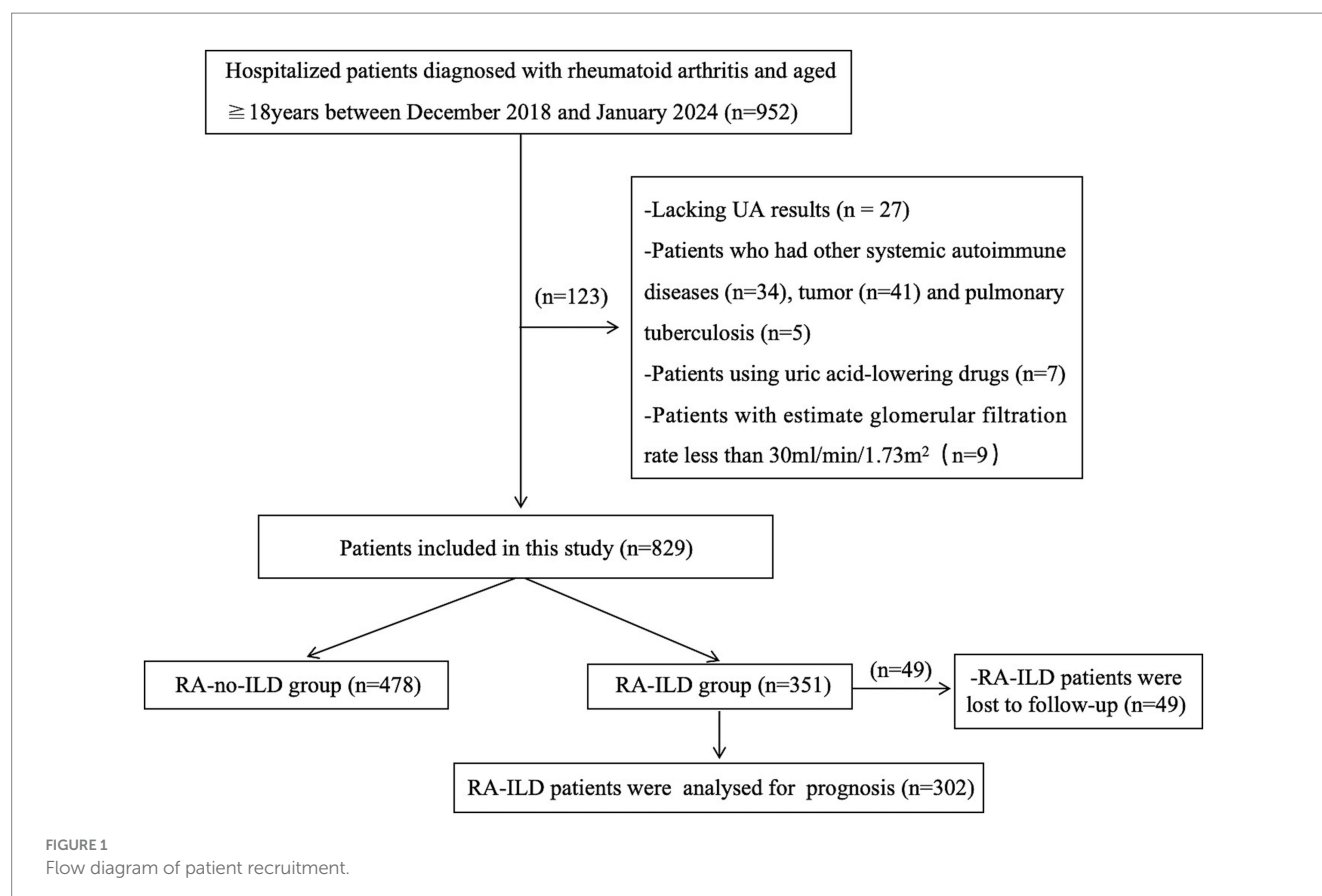 Hospitalized patients diagnosed with rheumatoid arthritis and aged
≧18years between December 2018 and January 2024 (n=952)
(n=123)
-Lacking UA results (n = 27)
-Patients who had other systemic autoimmune
diseases (n=34), tumor (n=41) and pulmonary
tuberculosis (n=5)
-Patients using uric acid-lowering drugs (n=7)
-Patients with estimate glomerular filtration
rate less than 30ml/min/1.73m² (n=9)
Patients included in this study (n=829)
RA-no-ILD group (n=478)
RA-ILD group (n=351)
(n=49)
-RA-ILD patients were
lost to follow-up (n=49)
RA-ILD patients were analysed for prognosis (n=302)
FIGURE 1
Flow diagram of patient recruitment.